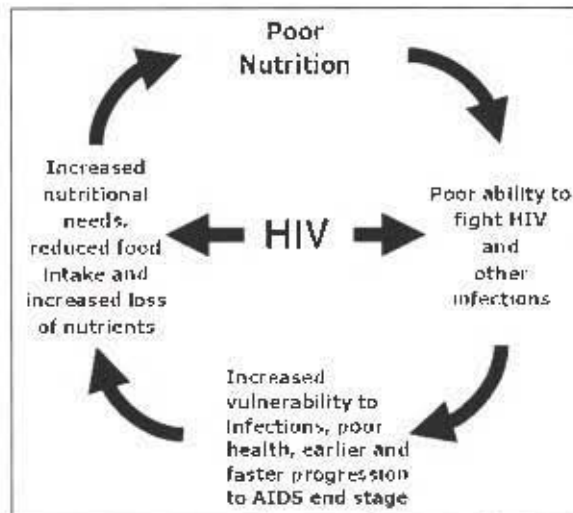 Poor
Nutrition
Poor ability to
fight HIV
and
other
infections
Increased
vulnerability to
infections, poor
health, earlier and
faster progression
to AIDS end stage
Increased
nutritional
needs,
reduced food
intake and
increased loss
of nutrients
HIV